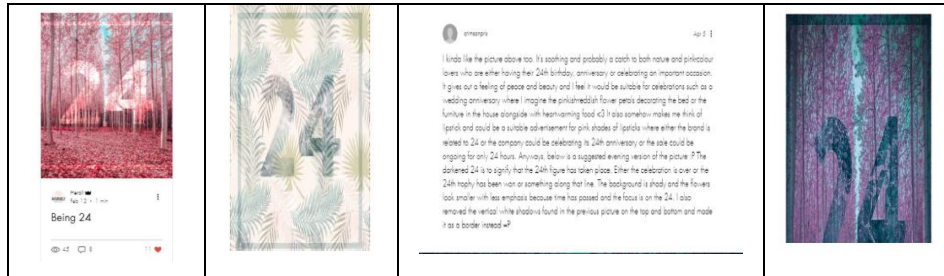 24
Hero!
Feb 12 · 1 min
Being 24
45 8 11
24
crimsonpris
Apr 5
I kinda like the picture above too. It's soothing and probably a catch to both nature and pinkcolour
lovers who are either having their 24th birthday, anniversary or celebrating an important occasion.
It gives out a feeling of peace and beauty and I feel it would be suitable for celebrations such as a
wedding anniversary where I imagine the pinkishreddish flower petals decorating the bed or the
furniture in the house alongside with heartwarming food <3 It also somehow makes me think of
lipstick and could be a suitable advertisement for pink shades of lipsticks where either the brand is
related to 24 or the company could be celebrating its 24th anniversary or the sale could be
ongoing for only 24 hours. Anyways, below is a suggested evening version of the picture :P The
darkened 24 is to signify that the 24th figure has taken place. Either the celebration is over or the
24th trophy has been won or something along that line. The background is shady and the flowers
look smaller with less emphasis because time has passed and the focus is on the 24. I also
removed the vertical white shadows found in the previous picture on the top and bottom and made
it as a border instead =P
24